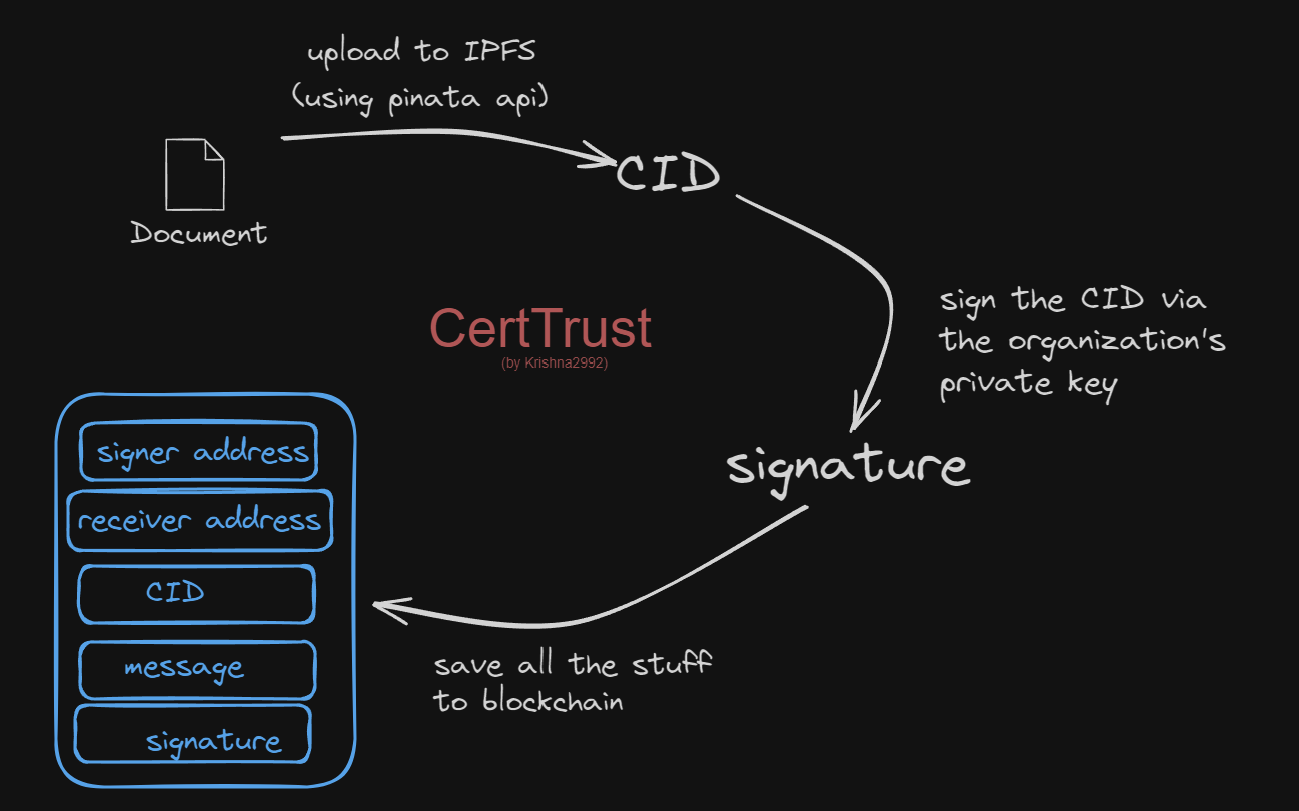 upload to IPFS
(using pinata api)
CID
Document
sign the CID via
the organization's
private key
CertTrust
(by Krishna2992)
signature
save all the stuff
to blockchain
signer address
receiver address
CID
message
signature